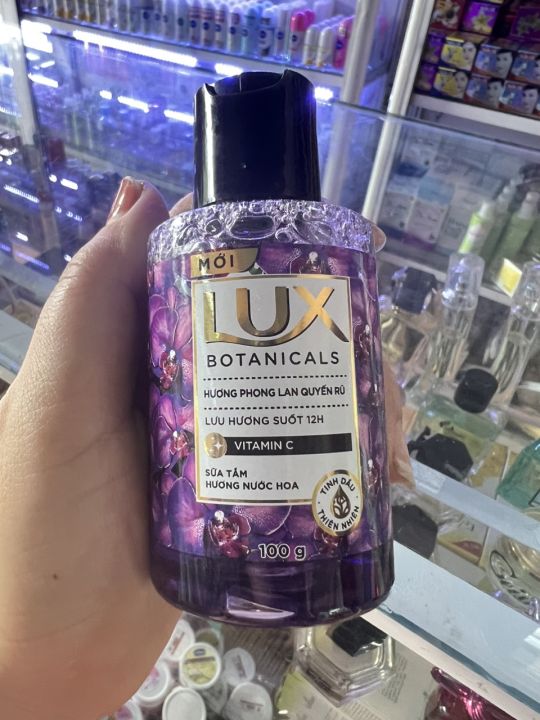 MỚI
LUX
BOTANICALS
HƯƠNG PHONG LAN QUYẾN RŨ
LƯU HƯƠNG SUỐT 12H
VITAMIN C
SỮA TẮM
HƯƠNG NƯỚC HOA
TINH DẦU
THIÊN NHIÊN
100 g